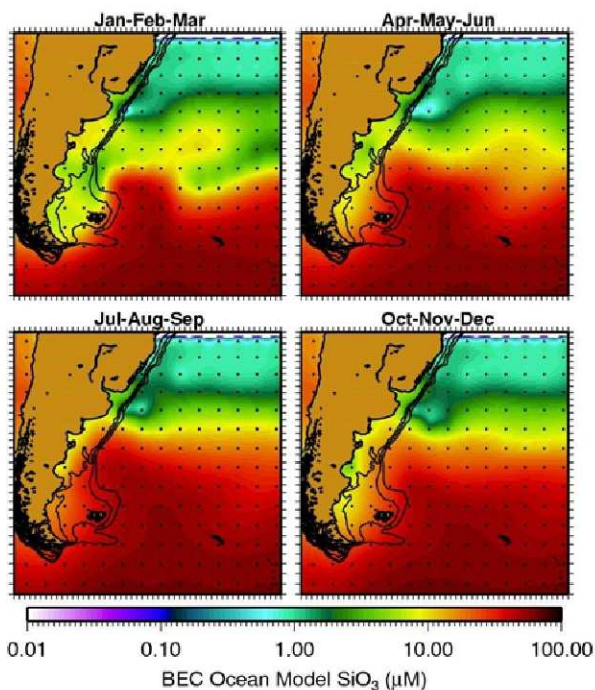 Jan-Feb-Mar
Apr-May-Jun
Jul-Aug-Sep
Oct-Nov-Dec
0.01 0.10 1.00 10.00 100.00
BEC Ocean Model SiO₃ (μM)